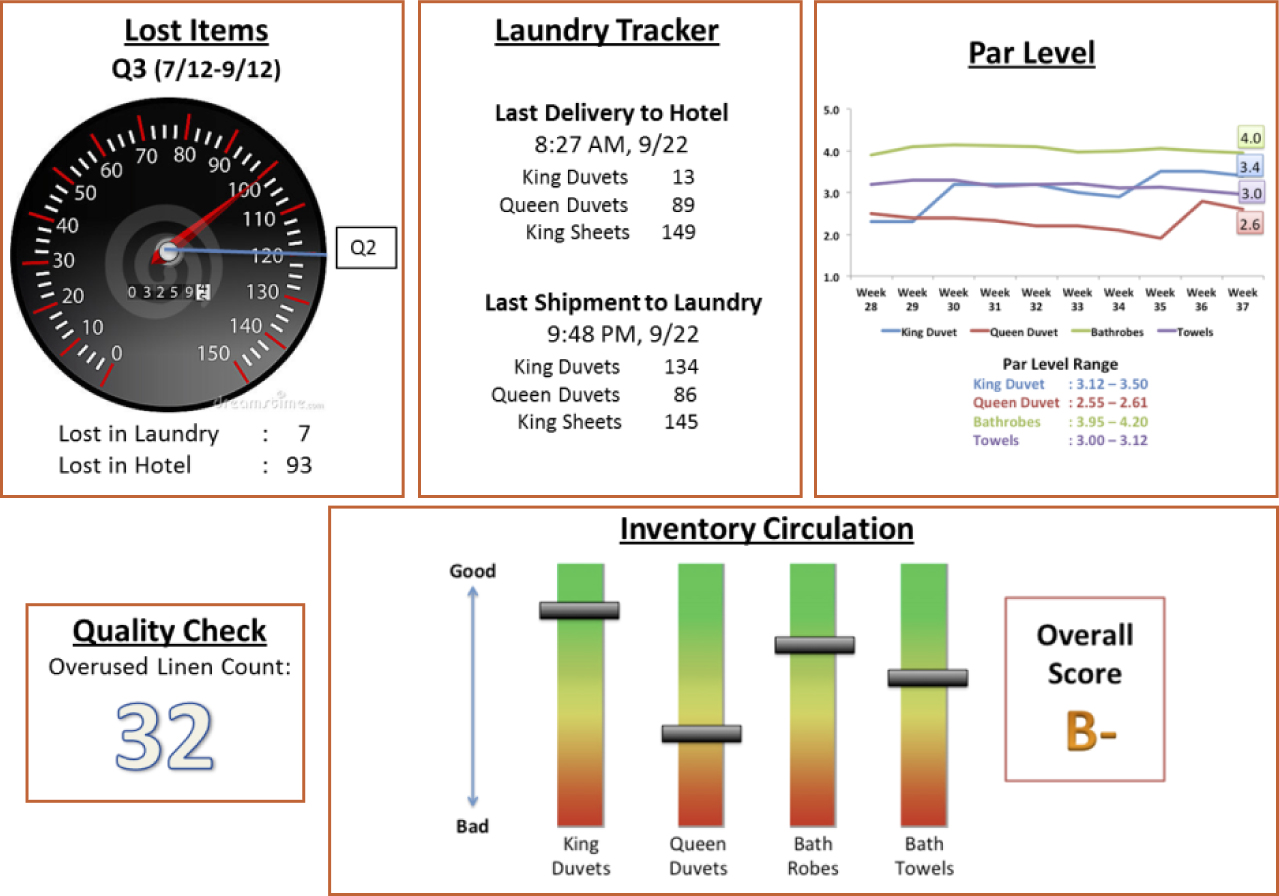 Lost Items
Q3 (7/12-9/12)
0
10
20
30
40
50
60
70
80
90
100
110
120
130
140
150
0 3 2 5 9
Q2
dreamstime.com
Lost in Laundry : 7
Lost in Hotel : 93
Laundry Tracker
Last Delivery to Hotel
8:27 AM, 9/22
King Duvets 13
Queen Duvets 89
King Sheets 149
Last Shipment to Laundry
9:48 PM, 9/22
King Duvets 134
Queen Duvets 86
King Sheets 145
Par Level
5.0
4.0
3.0
2.0
1.0
4.0
3.4
3.0
2.6
Week Week Week Week Week Week Week Week Week Week
28 29 30 31 32 33 34 35 36 37
King Duvet Queen Duvet Bathrobes Towels
Par Level Range
King Duvet : 3.12 – 3.50
Queen Duvet : 2.55 – 2.61
Bathrobes : 3.95 – 4.20
Towels : 3.00 – 3.12
Quality Check
Overused Linen Count:
32
Inventory Circulation
Good
Bad
King
Duvets
Queen
Duvets
Bath
Robes
Bath
Towels
Overall
Score
B-